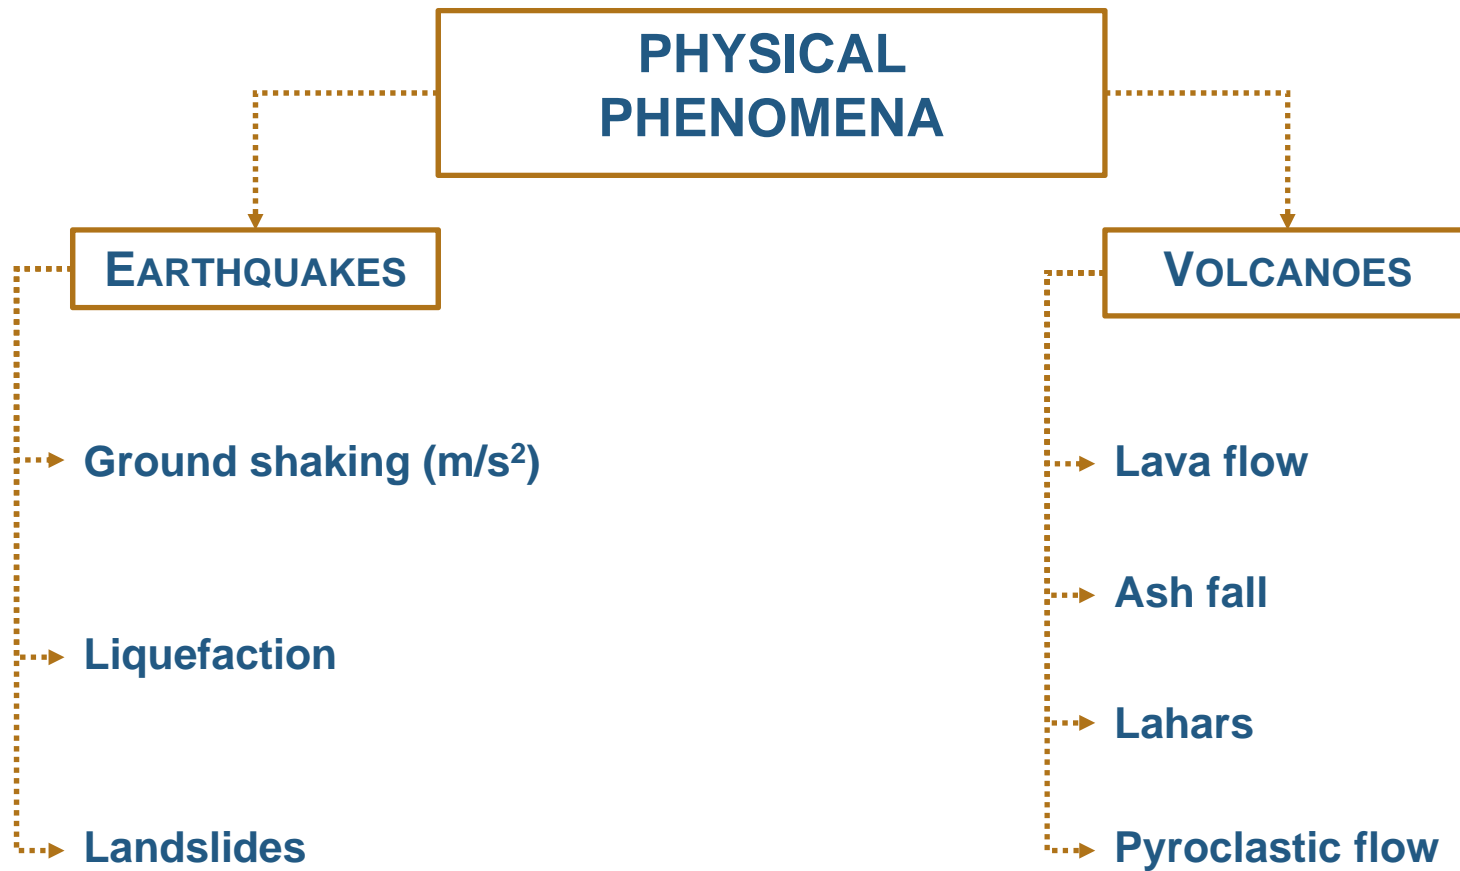 PHYSICAL
PHENOMENA
EARTHQUAKES
Ground shaking (m/s²)
Liquefaction
Landslides
VOLCANOES
Lava flow
Ash fall
Lahars
Pyroclastic flow